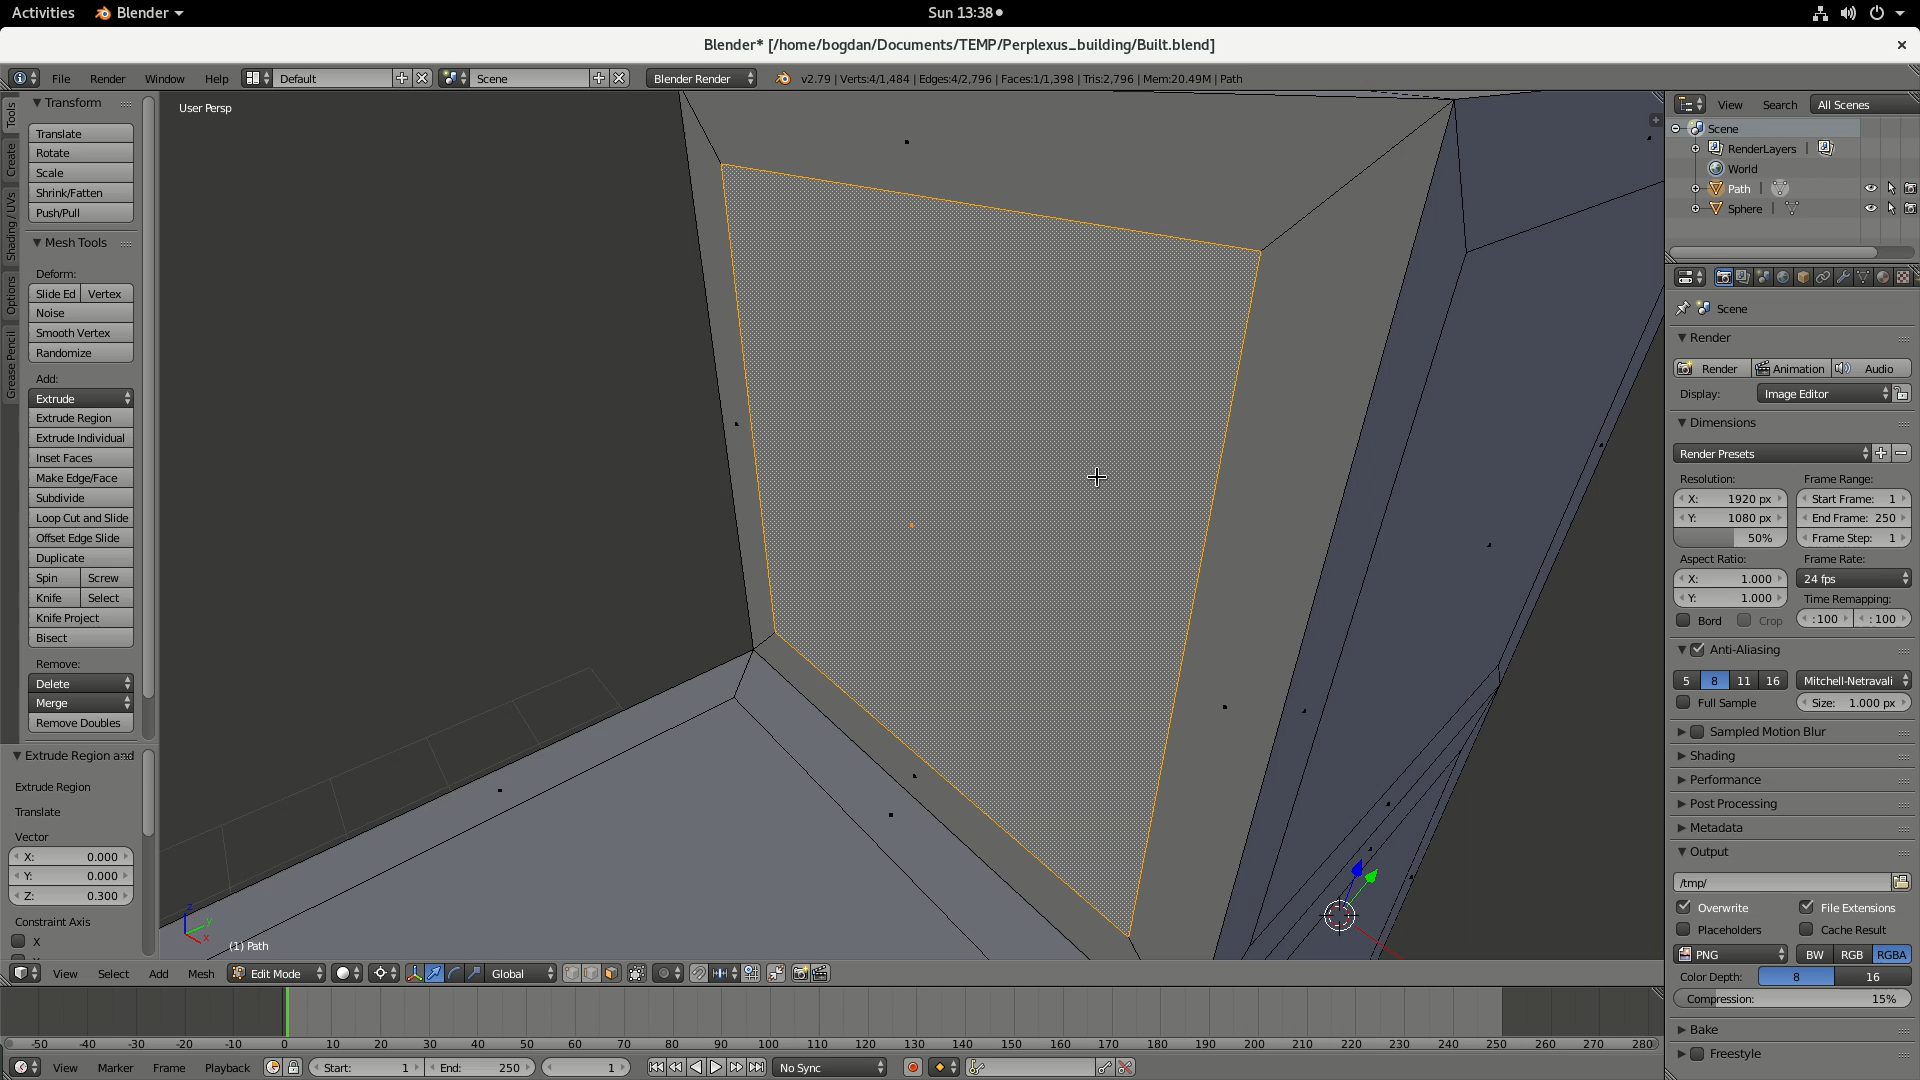 Activities Blender Sun 13:38
Blender* [/home/bogdan/Documents/TEMP/Perplexus_building/Built.blend]
File Render Window Help Default Scene Blender Render v2.79 | Verts:4/1,484 | Edges:4/2,796 | Faces:1/1,398 | Tris:2,796 | Mem:20.49M | Path
Tools
Create
Shading / UVs
Options
Grease Pencil
Transform
Translate
Rotate
Scale
Shrink/Fatten
Push/Pull
Mesh Tools
Deform:
Slide Ed Vertex
Noise
Smooth Vertex
Randomize
Add:
Extrude
Extrude Region
Extrude Individual
Inset Faces
Make Edge/Face
Subdivide
Loop Cut and Slide
Offset Edge Slide
Duplicate
Spin Screw
Knife Select
Knife Project
Bisect
Remove:
Delete
Merge
Remove Doubles
Extrude Region and
Extrude Region
Translate
Vector
X: 0.000
Y: 0.000
Z: 0.300
Constraint Axis
X
User Persp
z
y
x
(1) Path
View Select Add Mesh Edit Mode Global
-50 -40 -30 -20 -10 0 10 20 30 40 50 60 70 80 90 100 110 120 130 140 150 160 170 180 190 200 210 220 230 240 250 260 270 280
View Marker Frame Playback Start: 1 End: 250 1 No Sync
View Search All Scenes
Scene
RenderLayers |
World
Path |
Sphere |
Scene
Render
Render Animation Audio
Display: Image Editor
Dimensions
Render Presets
Resolution: Frame Range:
X: 1920 px Start Frame: 1
Y: 1080 px End Frame: 250
50% Frame Step: 1
Aspect Ratio: Frame Rate:
X: 1.000 24 fps
Y: 1.000 Time Remapping:
Bord Crop :100 :100
Anti-Aliasing
5 8 11 16 Mitchell-Netravali
Full Sample Size: 1.000 px
Sampled Motion Blur
Shading
Performance
Post Processing
Metadata
Output
/tmp/
Overwrite File Extensions
Placeholders Cache Result
PNG BW RGB RGBA
Color Depth: 8 16
Compression: 15%
Bake
Freestyle